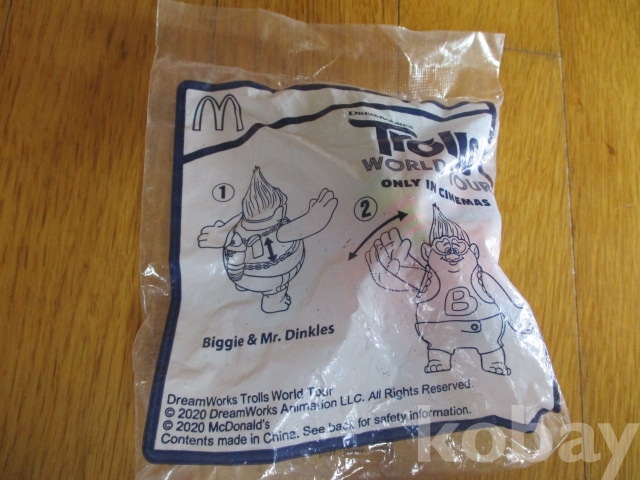 DREAMWORKS
Trolls
WORLD TOUR
ONLY IN CINEMAS
1
2
B
Biggie & Mr. Dinkles
DreamWorks Trolls World Tour
© 2020 DreamWorks Animation LLC. All Rights Reserved.
© 2020 McDonald's
Contents made in China. See back for safety information.
kobay